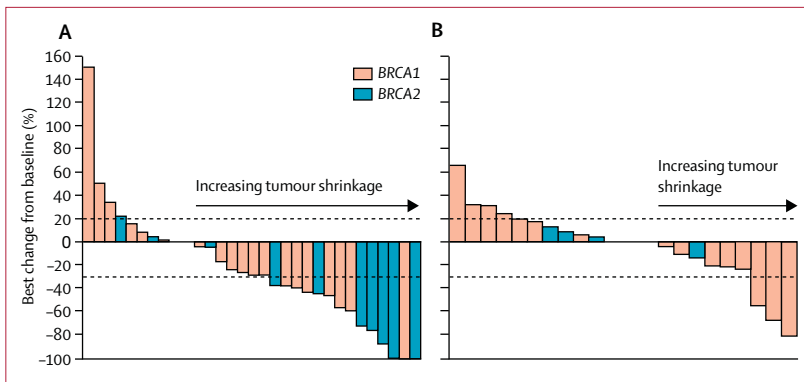 A
B
160
140
120
100
80
60
40
20
0
−20
−40
−60
−80
−100
Best change from baseline (%)
BRCA1
BRCA2
Increasing tumour shrinkage
Increasing tumour
shrinkage